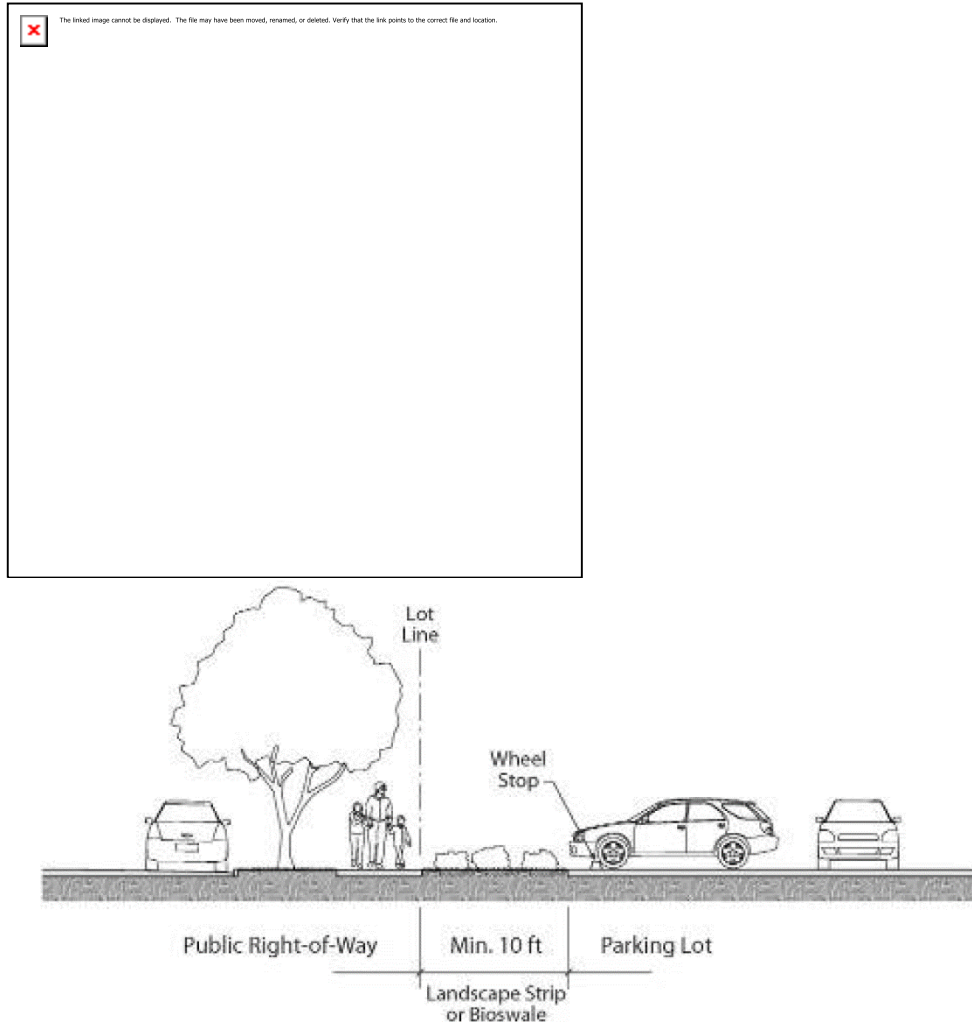 The linked image cannot be displayed. The file may have been moved, renamed, or deleted. Verify that the link points to the correct file and location.
Lot
Line
Wheel
Stop
Public Right-of-Way
Min. 10 ft
Parking Lot
Landscape Strip
or Bioswale